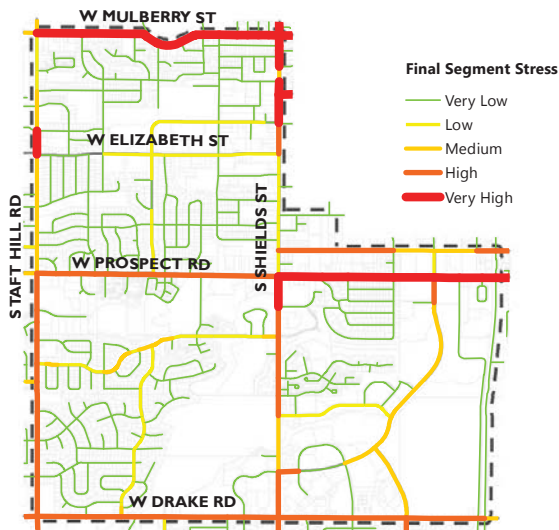 W MULBERRY ST
Final Segment Stress
Very Low
Low
Medium
High
Very High
W ELIZABETH ST
S TAFT HILL RD
S SHIELDS ST
W PROSPECT RD
W DRAKE RD